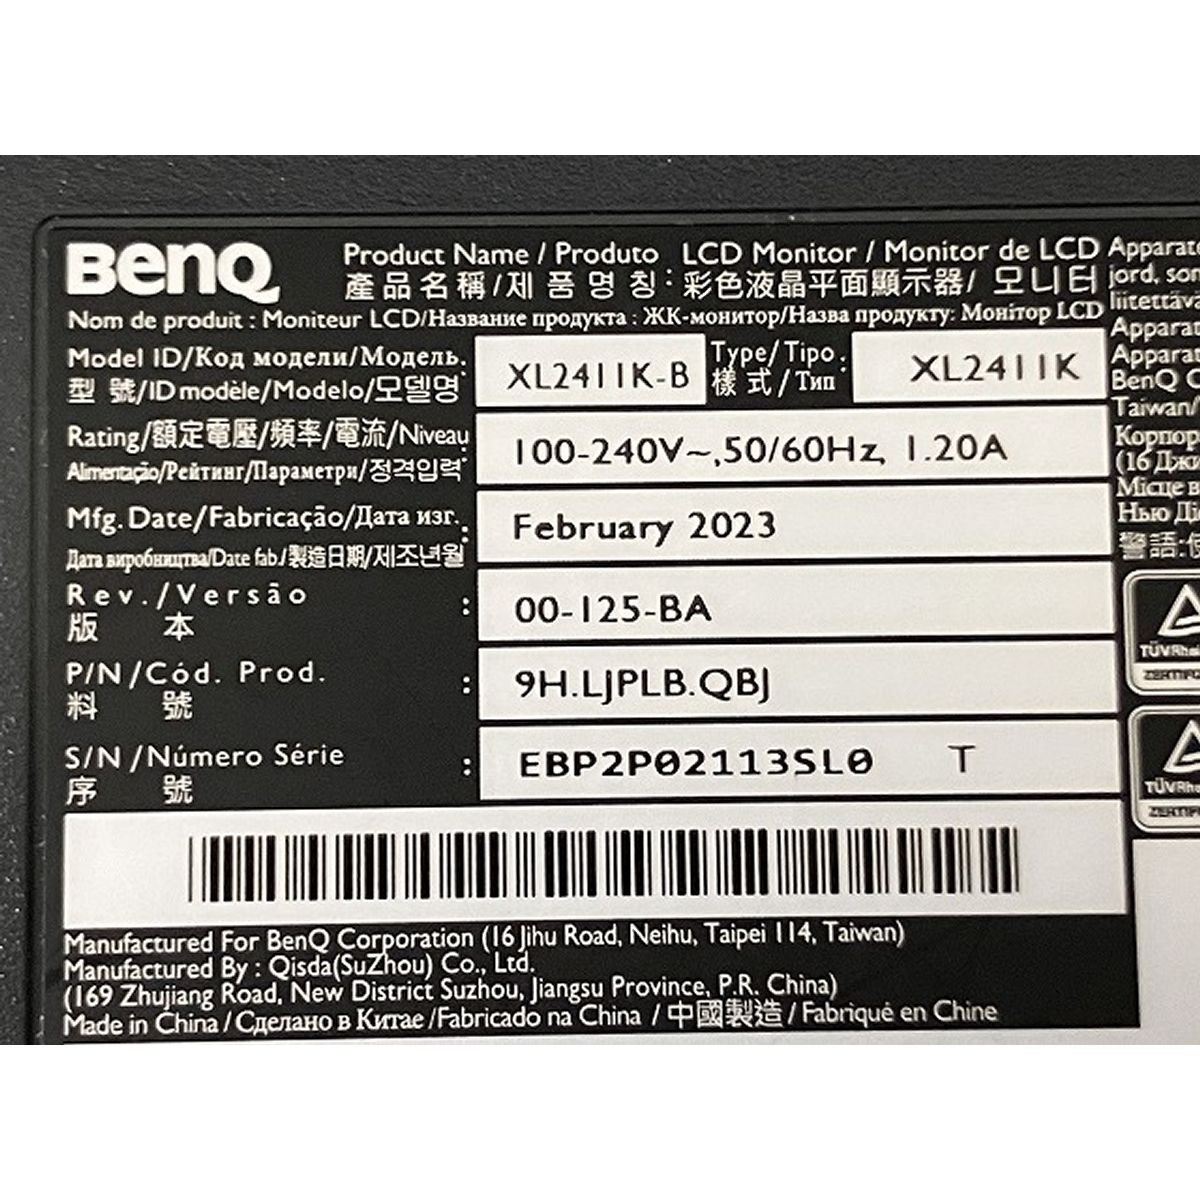 BenQ
Product Name / Produto LCD Monitor / Monitor de LCD
產品名稱/제 품 명 칭 : 彩色液晶平面顯示器/ 모니터
Nom de produit : Moniteur LCD/Название продукта : ЖК-монитор/Назва продукту: Монітор LCD
Model ID/Код модели/Модель. XL2411K-B Type/Tipo . XL2411K
型 號/ID modèle/Modelo/모델명 : 樣 式 / Тип :
Rating/額定電壓/頻率/電流/Niveau 100-240V~,50/60Hz, 1.20A
Alimentação/Рейтинг/Параметри/정격입력 :
Mfg. Date/Fabricação/Дата изг. February 2023
Дата виробництва/Date fab./製造日期/제조년월 :
Rev./Versão : 00-125-BA
版 本
P/N /Cód. Prod. : 9H.LJPLB.QBJ
料 號
S/N /Número Série : EBP2P02113SL0 T
序 號
Manufactured For BenQ Corporation (16 Jihu Road, Neihu, Taipei 114, Taiwan)
Manufactured By : Qisda(SuZhou) Co., Ltd.
(169 Zhujiang Road, New District Suzhou, Jiangsu Province, P.R. China)
Made in China / Сделано в Китае /Fabricado na China / 中國製造 / Fabriqué en Chine
jord, som
Taiwan/
Місце в
警語:使